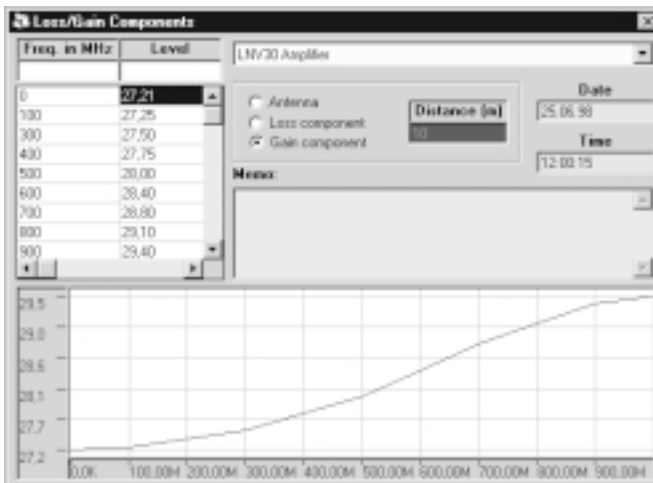 Loss/Gain Components
Freq. in MHz Level
LNV30 Amplifier
0 27,21
100 27,25
300 27,50
400 27,75
500 28,00
600 28,40
700 28,80
800 29,10
900 29,40
Antenna
Loss component
Gain component
Distance [m]
10
Date
25.06.98
Time
12:00:15
Memo:
29,5
29,0
28,6
28,1
27,7
27,2
0,0K 100,00M 200,00M 300,00M 400,00M 500,00M 600,00M 700,00M 800,00M 900,00M